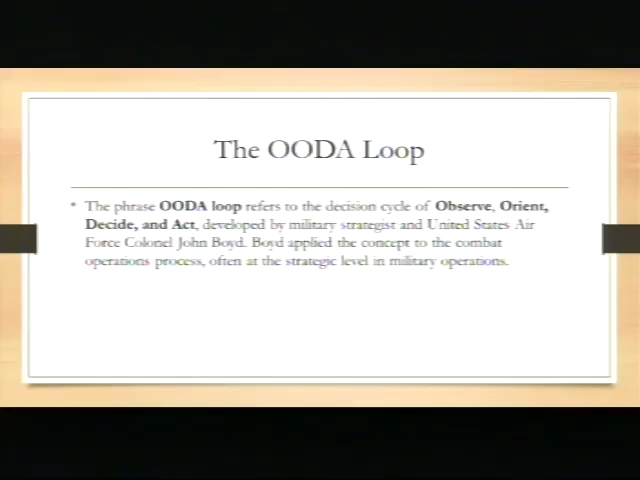 The OODA Loop
• The phrase OODA loop refers to the decision cycle of Observe, Orient,
Decide, and Act, developed by military strategist and United States Air
Force Colonel John Boyd. Boyd applied the concept to the combat
operations process, often at the strategic level in military operations.